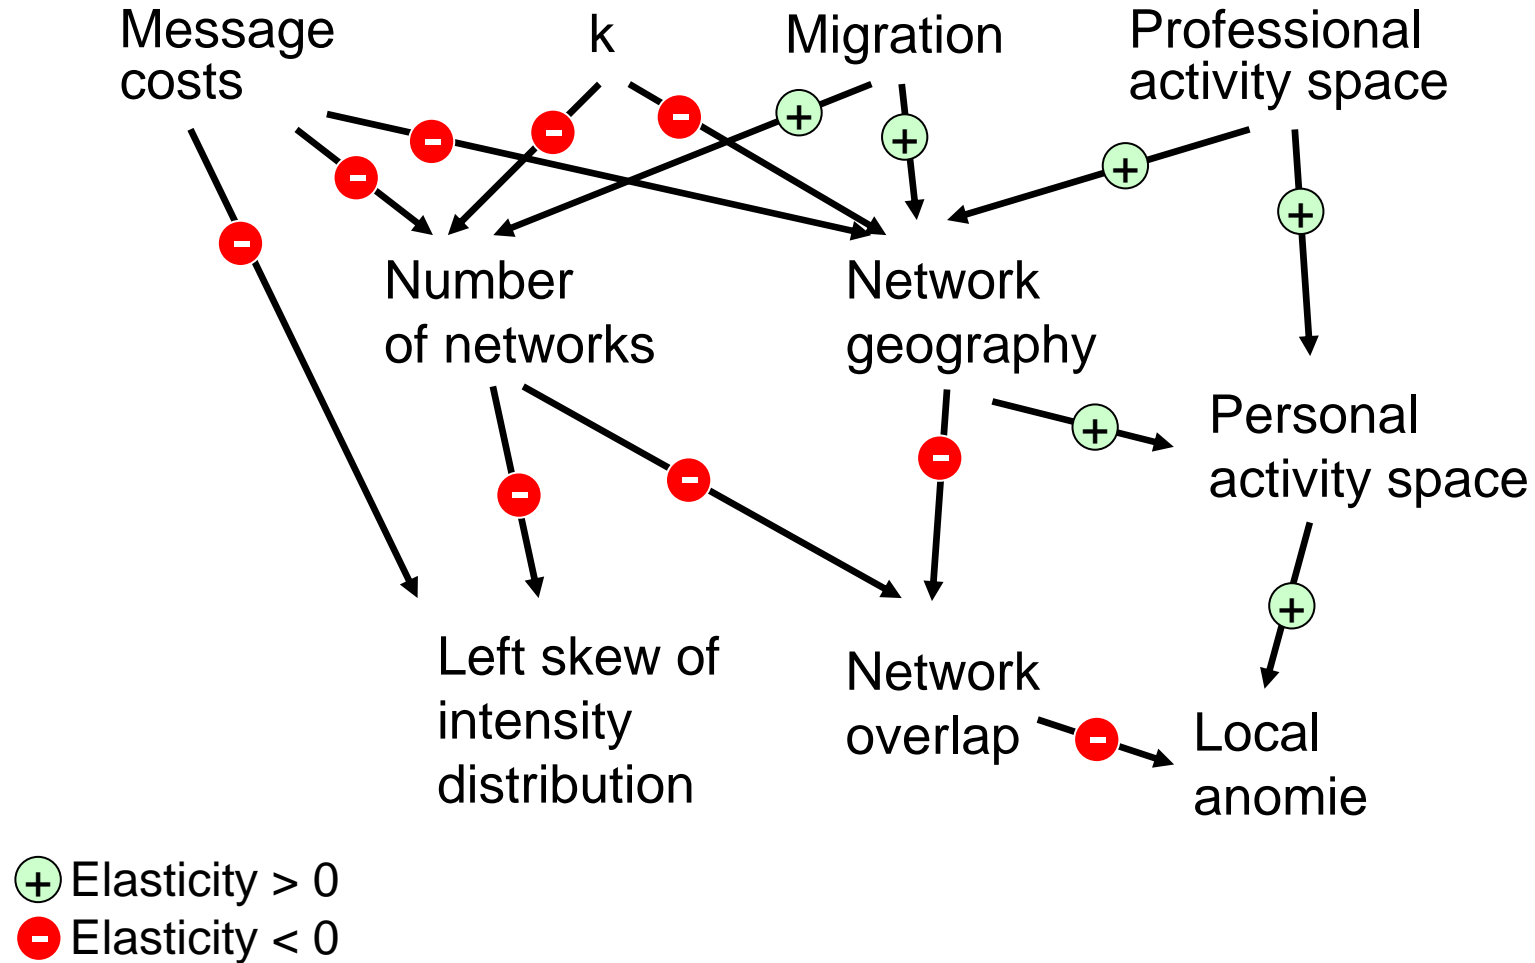 Message
costs
k
Migration
Professional
activity space
-
-
-
-
+
+
+
+
-
Number
of networks
Network
geography
Personal
activity space
-
-
-
+
+
Left skew of
intensity
distribution
Network
overlap
-
Local
anomie
+ Elasticity > 0
- Elasticity < 0